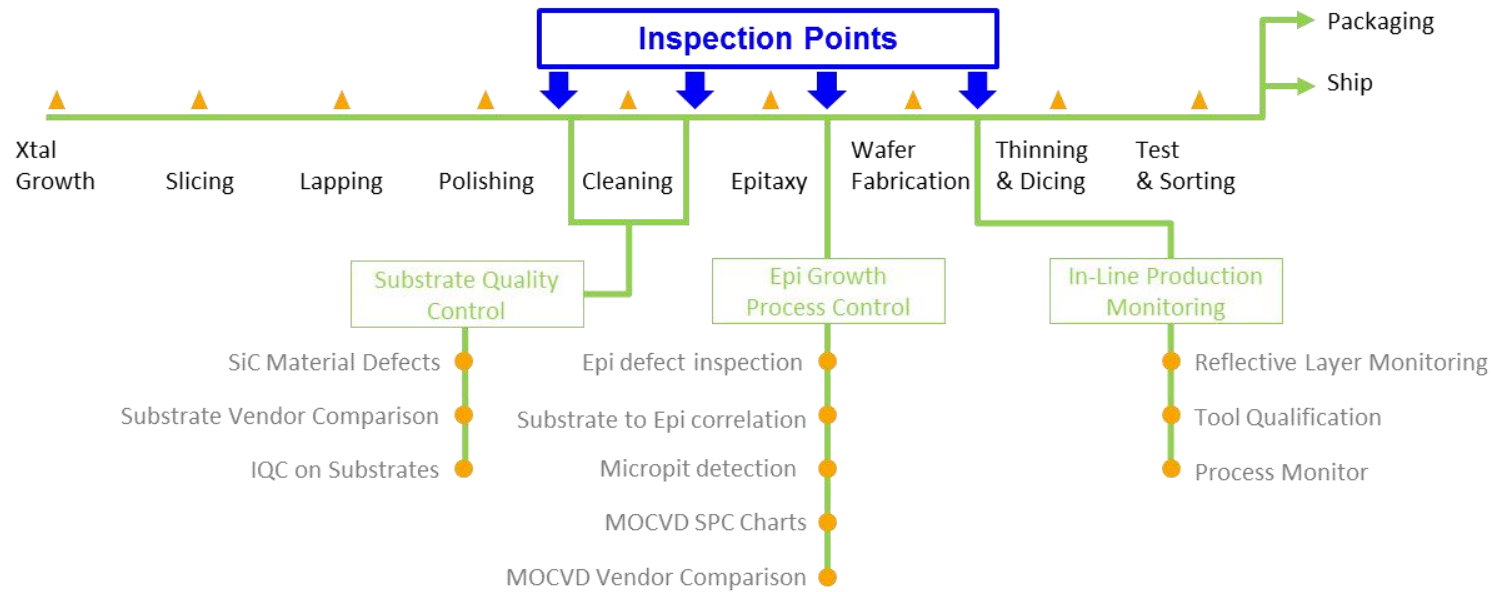 Inspection Points
Packaging
Ship
Xtal
Growth
Slicing
Lapping
Polishing
Cleaning
Epitaxy
Wafer
Fabrication
Thinning
& Dicing
Test
& Sorting
Substrate Quality
Control
SiC Material Defects
Substrate Vendor Comparison
IQC on Substrates
Epi Growth
Process Control
Epi defect inspection
Substrate to Epi correlation
Micropit detection
MOCVD SPC Charts
MOCVD Vendor Comparison
In-Line Production
Monitoring
Reflective Layer Monitoring
Tool Qualification
Process Monitor